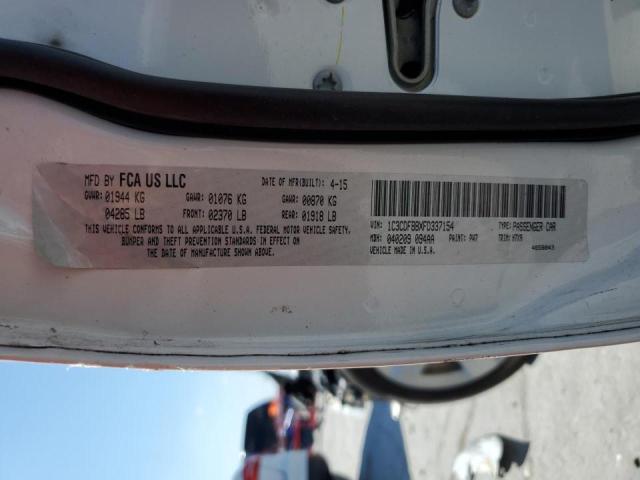 MFD BY FCA US LLC
DATE OF MFR(BUILT): 4-15
GVWR: 01944 KG GAWR: 01076 KG GAWR: 00870 KG
04285 LB FRONT: 02370 LB REAR: 01918 LB
THIS VEHICLE CONFORMS TO ALL APPLICABLE U.S.A. FEDERAL MOTOR VEHICLE SAFETY,
BUMPER AND THEFT PREVENTION STANDARDS IN EFFECT ON
THE DATE OF MANUFACTURE SHOWN ABOVE.
VIN: 1C3CDFBBXFD337154 TYPE: PASSENGER CAR
MDH: 040209 094AA PAINT: PW7 TRIM: H7X9
VEHICLE MADE IN U.S.A.